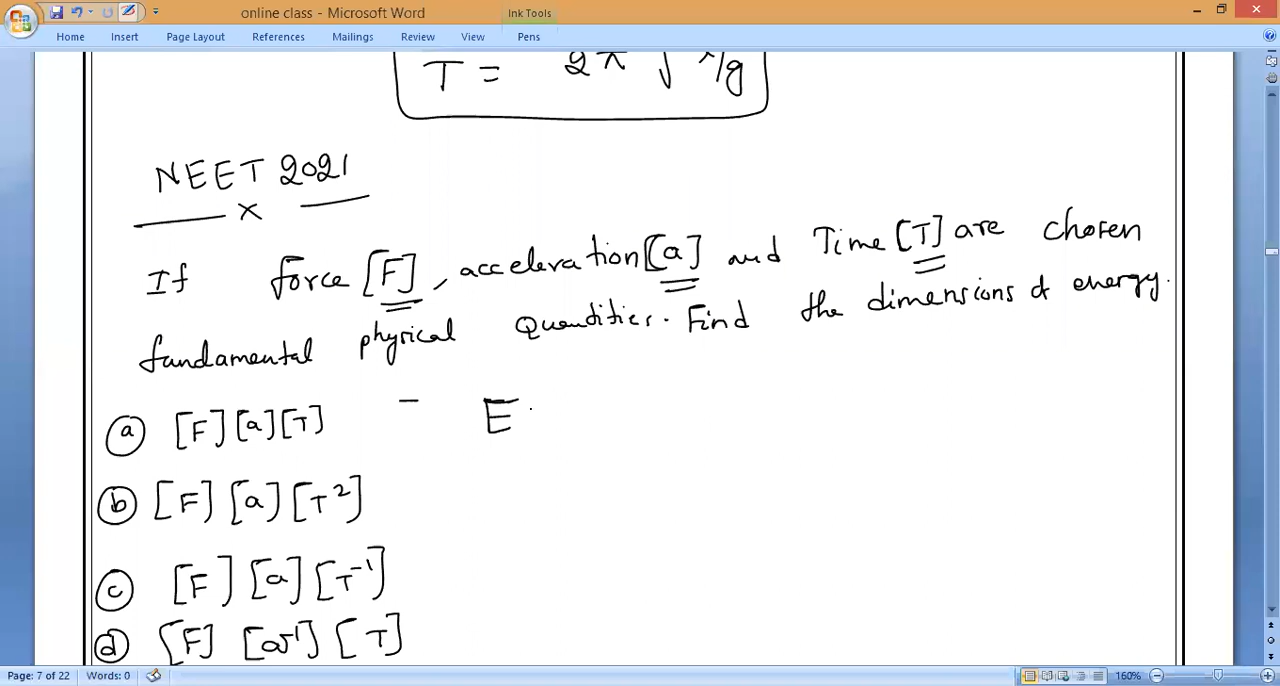 online class - Microsoft Word
Ink Tools
Home Insert Page Layout References Mailings Review View Pens
T = 2π √ /g
NEET 2021
x
If force [F], acceleration [a] and Time [T] are chosen
fundamental physical Quantities. Find the dimensions of energy.
(a) [F] [a] [T] - E
(b) [F] [a] [T²]
(c) [F] [a] [T⁻¹]
(d) [F] [a⁻¹] [T]
Page: 7 of 22 Words: 0 160%